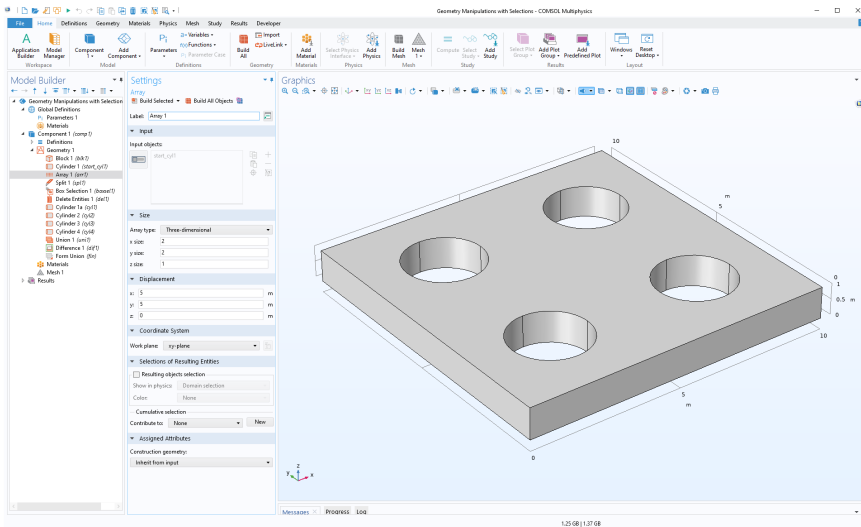 Geometry Manipulations with Selections - COMSOL Multiphysics
File Home Definitions Geometry Materials Physics Mesh Study Results Developer
Application Builder
Model Manager
Workspace
Component 1
Add Component
Model
Parameters
Variables
Functions
Parameter Case
Definitions
Build All
Import
LiveLink
Geometry
Add Material
Materials
Select Physics Interface
Add Physics
Physics
Build Mesh
Mesh 1
Mesh
Compute
Select Study
Add Study
Study
Select Plot Group
Add Plot Group
Add Predefined Plot
Results
Windows
Reset Desktop
Layout
Model Builder
Geometry Manipulations with Selection
Global Definitions
Parameters 1
Materials
Component 1 (comp1)
Definitions
Geometry 1
Block 1 (blk1)
Cylinder 1 (start_cyl1)
Array 1 (arr1)
Split 1 (spl1)
Box Selection 1 (boxsel1)
Delete Entities 1 (del1)
Cylinder 1a (cyl1)
Cylinder 2 (cyl2)
Cylinder 3 (cyl3)
Cylinder 4 (cyl4)
Union 1 (uni1)
Difference 1 (dif1)
Form Union (fin)
Materials
Mesh 1
Results
Settings
Array
Build Selected Build All Objects
Label: Array 1
Input
Input objects:
start_cyl1
Size
Array type: Three-dimensional
x size: 2
y size: 2
z size: 1
Displacement
x: 5 m
y: 5 m
z: 0 m
Coordinate System
Work plane: xy-plane
Selections of Resulting Entities
Resulting objects selection
Show in physics: Domain selection
Color: None
Cumulative selection
Contribute to: None New
Assigned Attributes
Construction geometry:
Inherit from input
Graphics
10
m
5
0
1
0.5 m
0
10
5
m
0
z
y
x
Messages Progress Log
1.23 GB | 1.37 GB